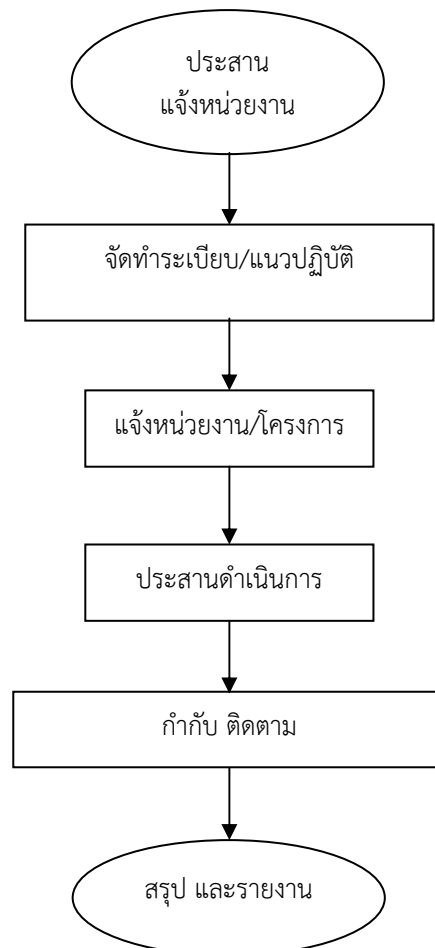 ประสาน
แจ้งหน่วยงาน
จัดทำระเบียบ/แนวปฏิบัติ
แจ้งหน่วยงาน/โครงการ
ประสานดำเนินการ
กำกับ ติดตาม
สรุป และรายงาน